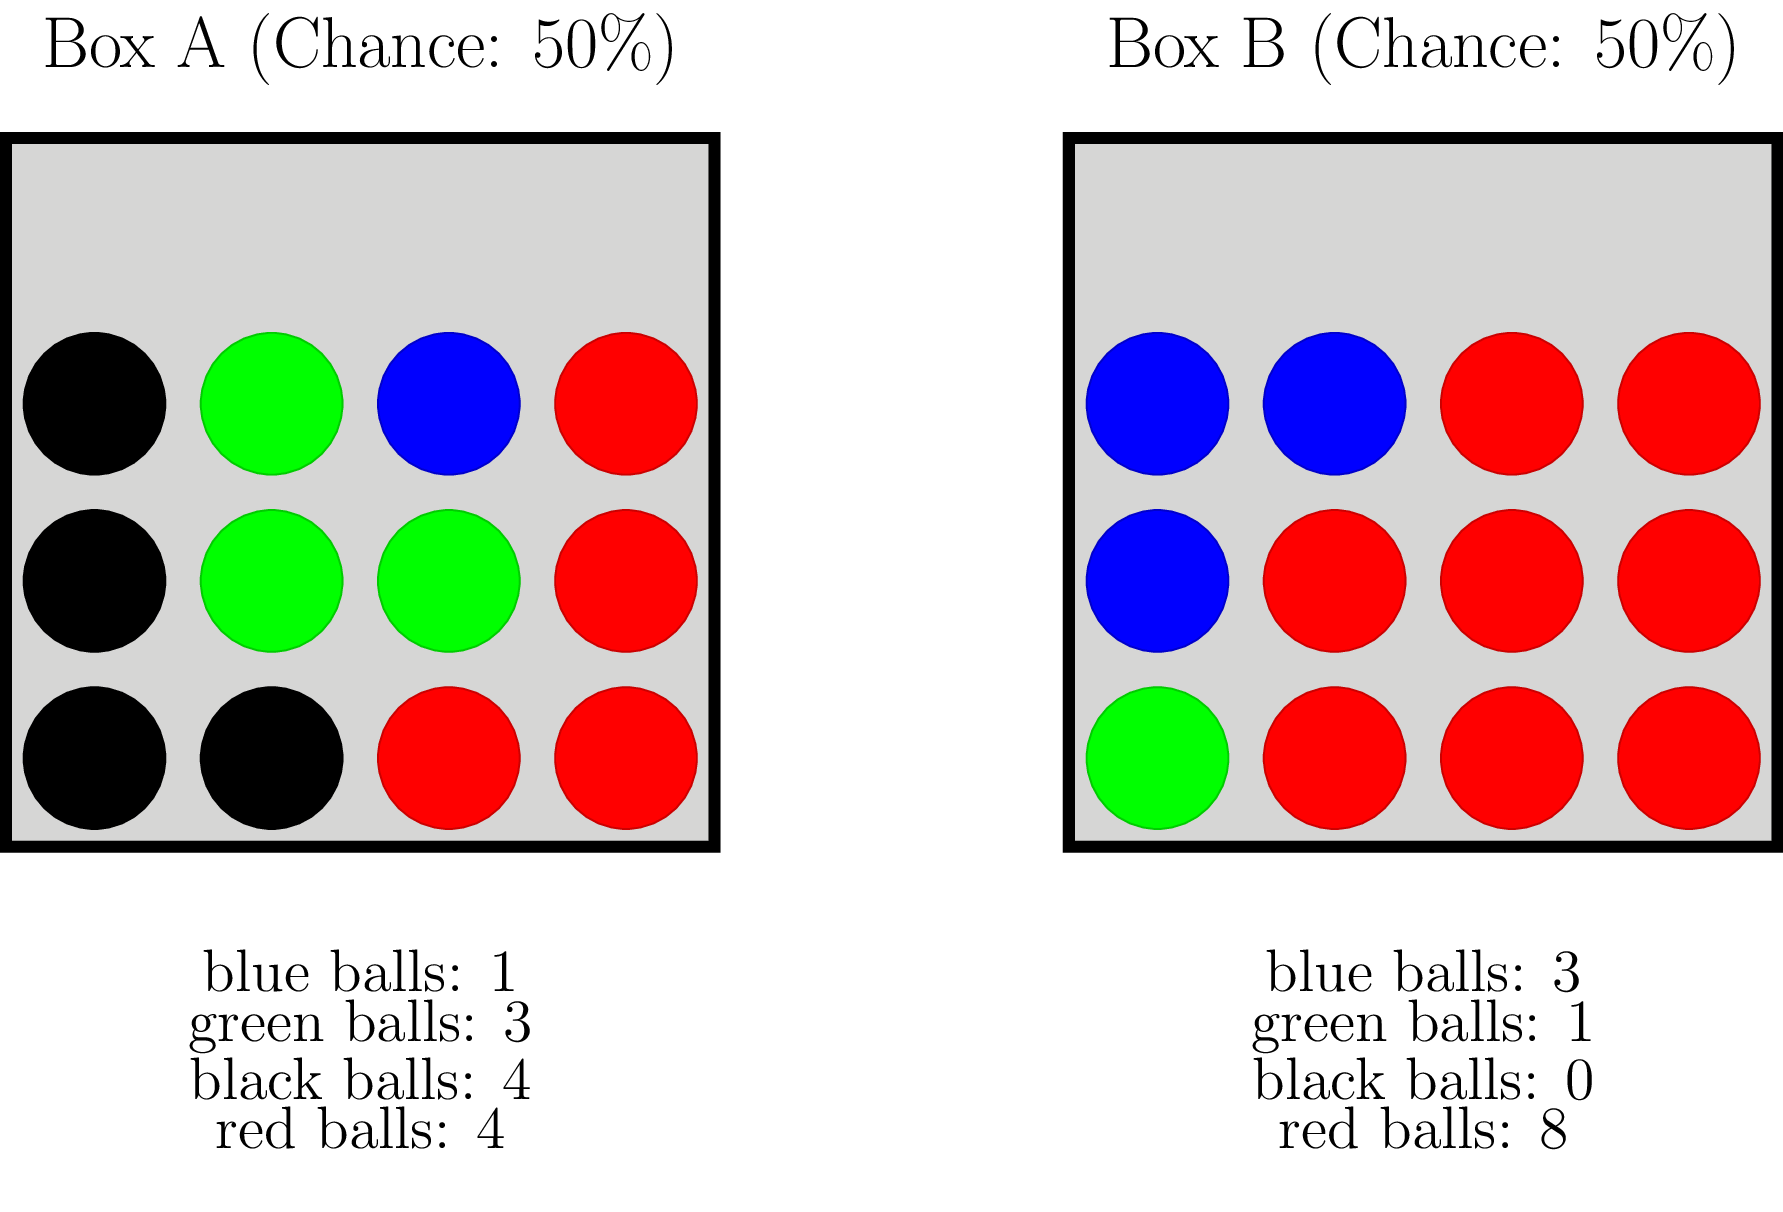 Box A (Chance: 50%)
Box B (Chance: 50%)
blue balls: 1
green balls: 3
black balls: 4
red balls: 4
blue balls: 3
green balls: 1
black balls: 0
red balls: 8